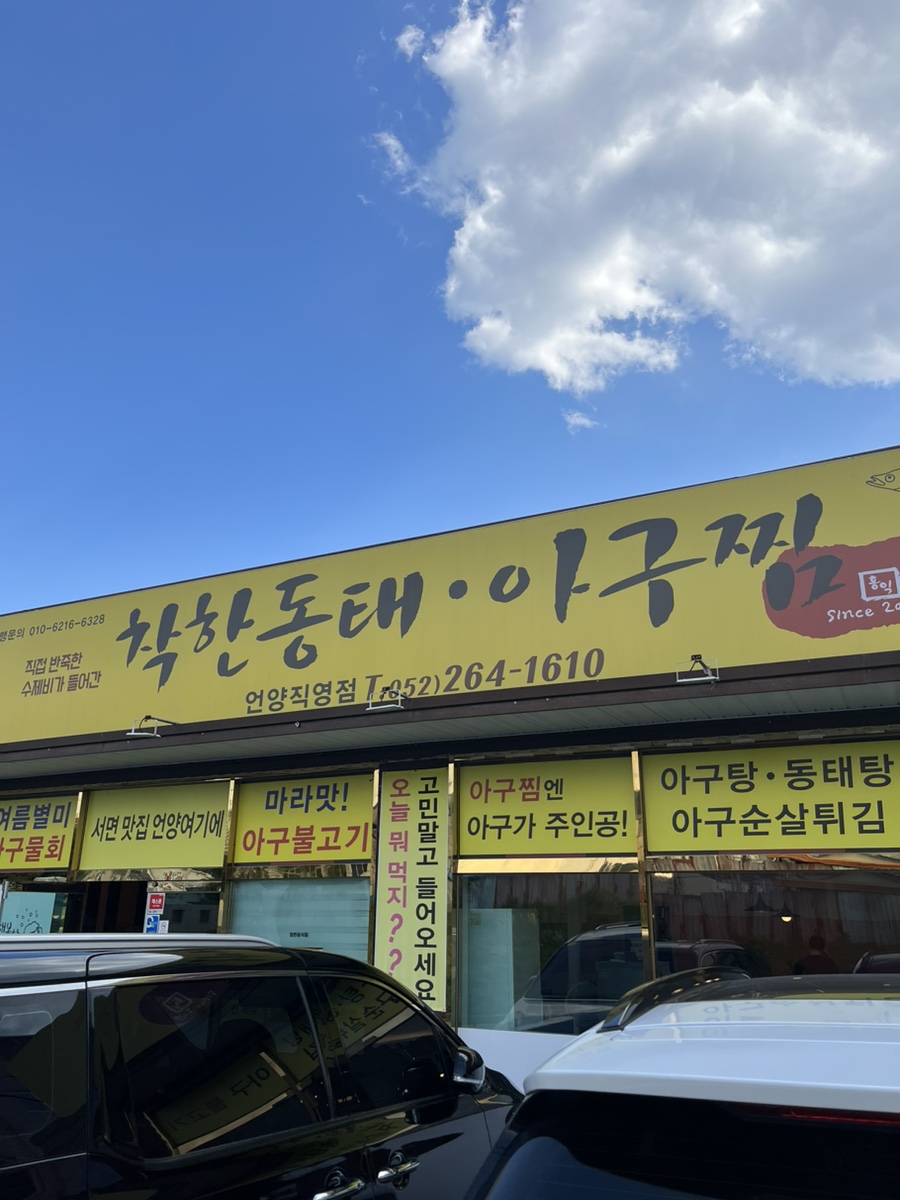 010-6216-6328
직접 반죽한
수제비가 들어간
착한동태·아구찜
홍익
since
언양직영점 T.052)264-1610
여름별미
아구물회
서면 맛집 언양여기에
마라맛!
아구불고기
오늘 뭐 먹지??
고민말고 들어오세요
아구찜엔
아구가 주인공!
아구탕·동태탕
아구순살튀김